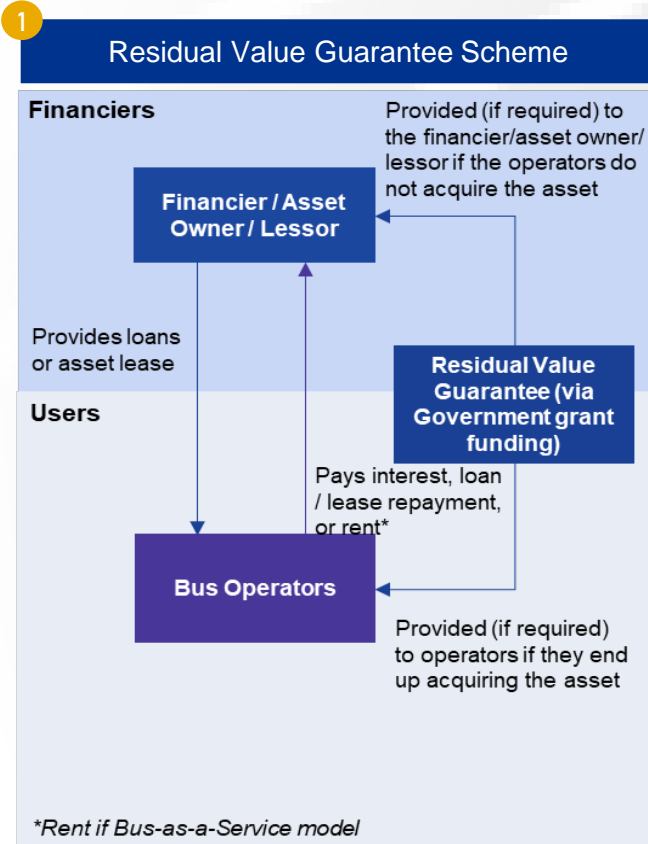 1
Residual Value Guarantee Scheme
Financiers
Provided (if required) to
the financier/asset owner/
lessor if the operators do
not acquire the asset
Financier / Asset
Owner / Lessor
Provides loans
or asset lease
Residual Value
Guarantee (via
Government grant
funding)
Users
Pays interest, loan
/ lease repayment,
or rent*
Bus Operators
Provided (if required)
to operators if they end
up acquiring the asset
*Rent if Bus-as-a-Service model